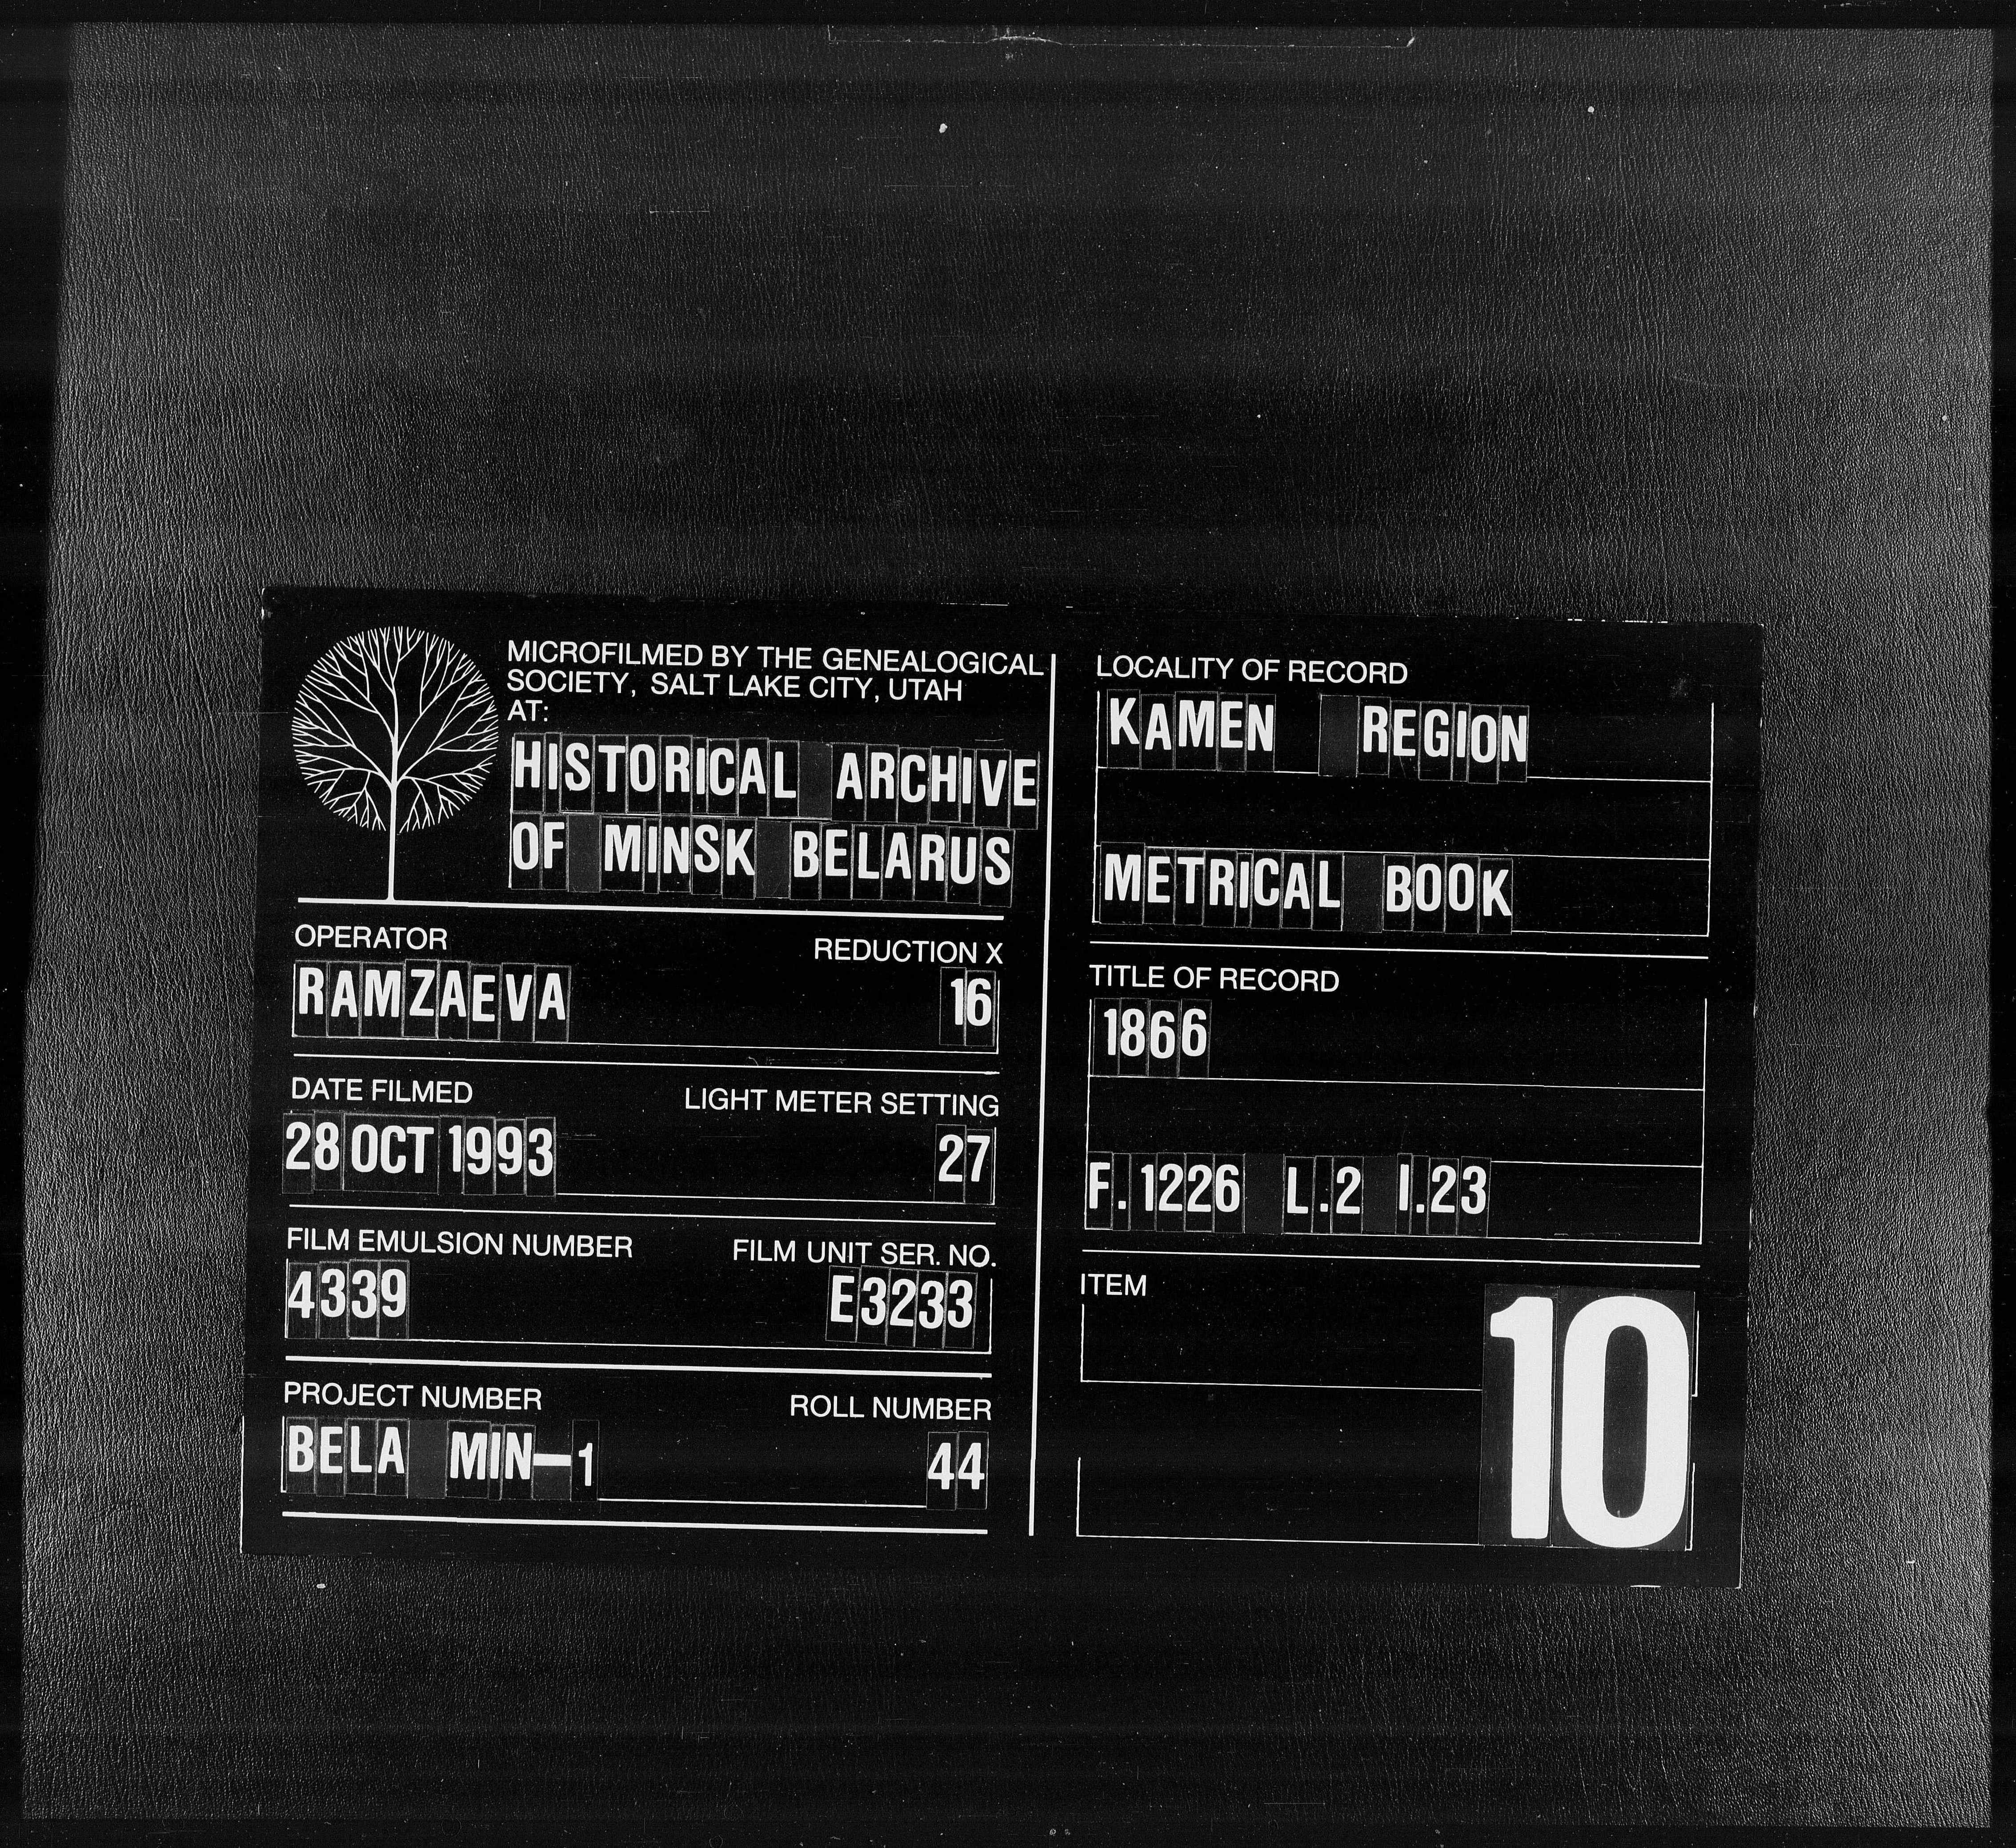 MICROFILMED BY THE GENEALOGICAL
SOCIETY, SALT LAKE CITY, UTAH
AT:
HISTORICAL ARCHIVE
OF MINSK BELARUS
OPERATOR REDUCTION X
RAMZAEVA 16
DATE FILMED LIGHT METER SETTING
28 OCT 1993 27
FILM EMULSION NUMBER FILM UNIT SER. NO.
4339 E3233
PROJECT NUMBER ROLL NUMBER
BELA MIN-1 44
LOCALITY OF RECORD
KAMEN REGION
METRICAL BOOK
TITLE OF RECORD
1866
F. 1226 L.2 I.23
ITEM
10